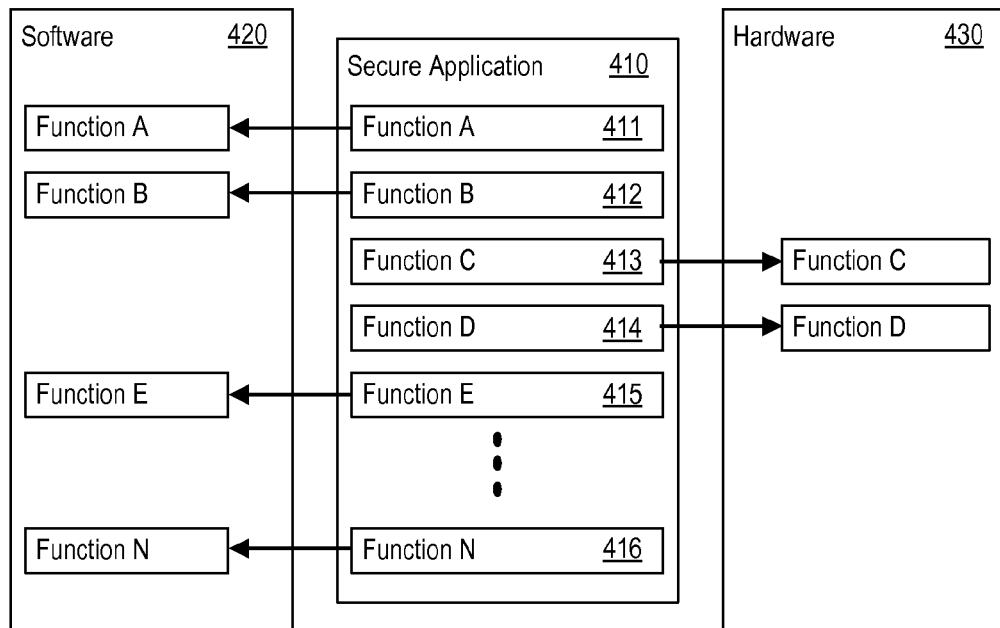 Software 420
Function A
Function B
Function E
Function N
Secure Application 410
Function A 411
Function B 412
Function C 413
Function D 414
Function E 415
Function N 416
Hardware 430
Function C
Function D